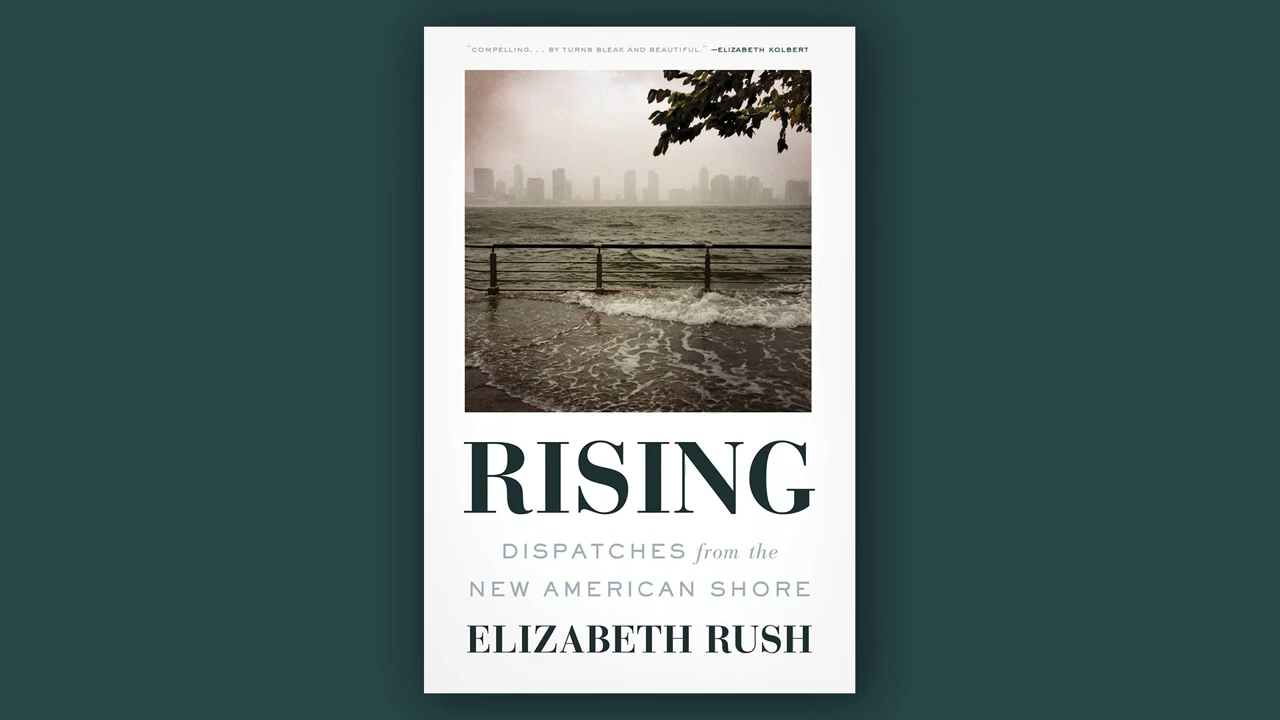 “COMPELLING. . . BY TURNS BLEAK AND BEAUTIFUL.” —ELIZABETH KOLBERT
RISING
DISPATCHES from the
NEW AMERICAN SHORE
ELIZABETH RUSH